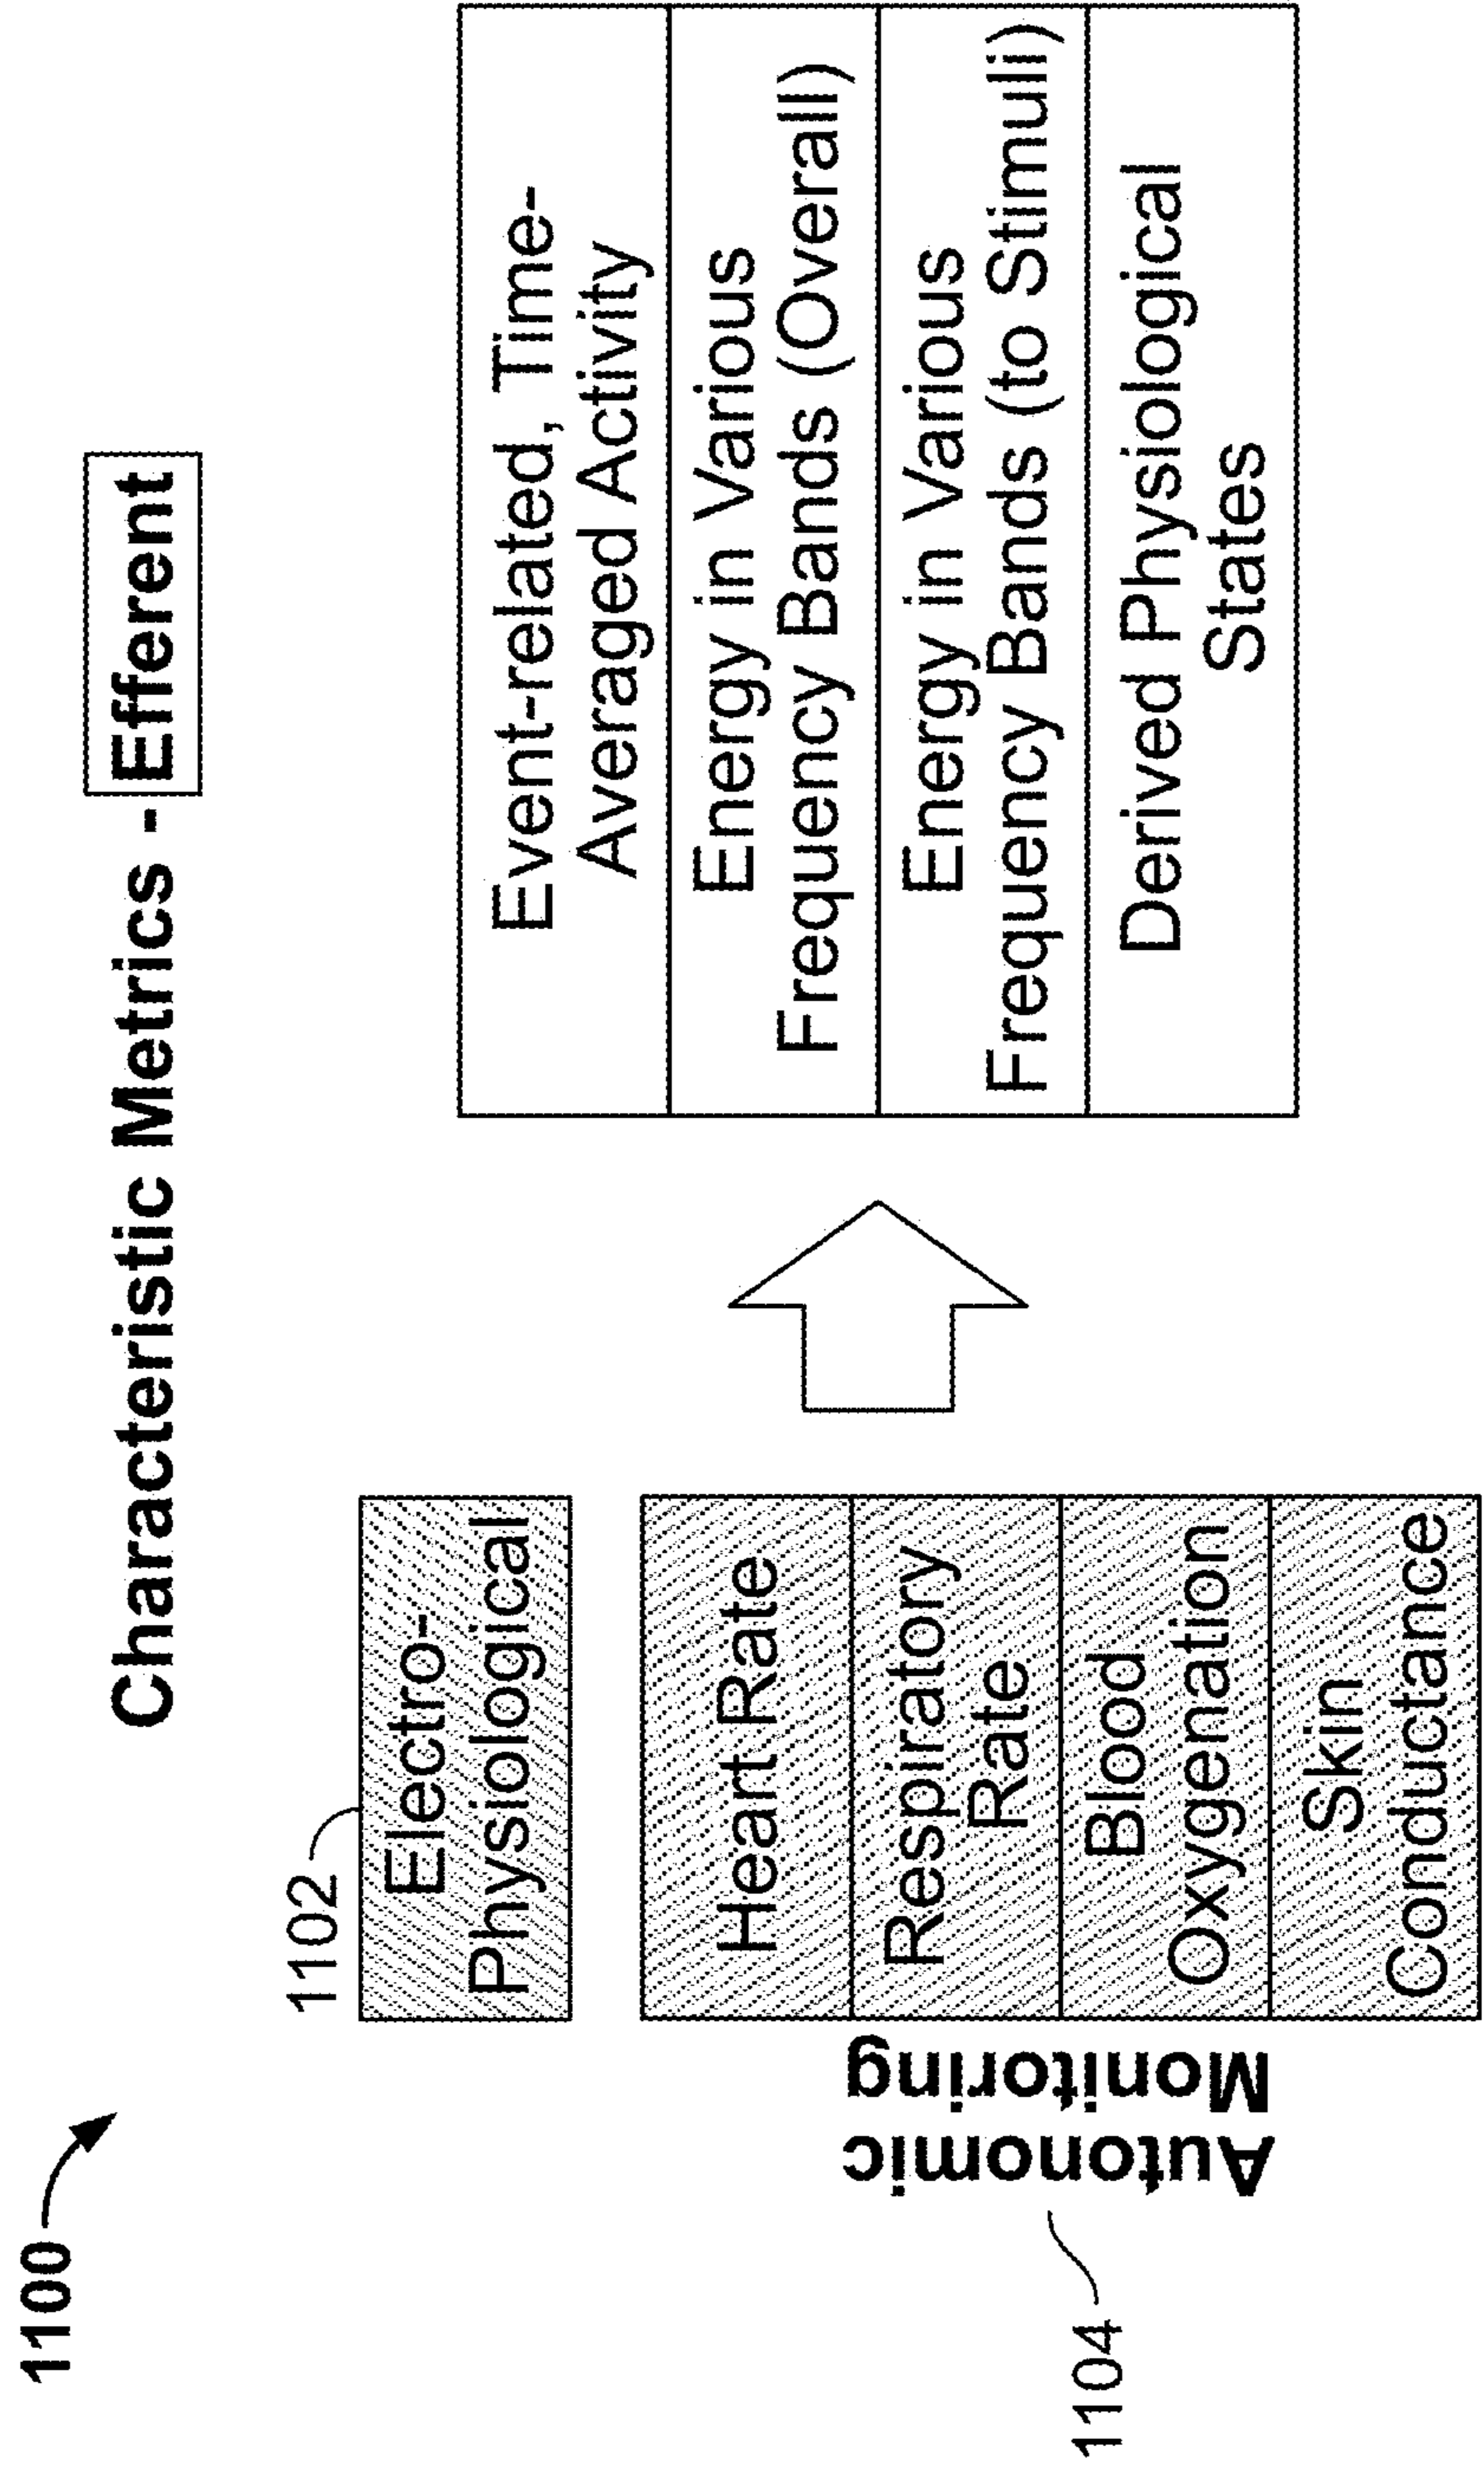 1100
Characteristic Metrics - Efferent
1102
Electro-
Physiological
Autonomic
Monitoring
1104
Heart Rate
Respiratory
Rate
Blood
Oxygenation
Skin
Conductance
Event-related, Time-
Averaged Activity
Energy in Various
Frequency Bands (Overall)
Energy in Various
Frequency Bands (to Stimuli)
Derived Physiological
States